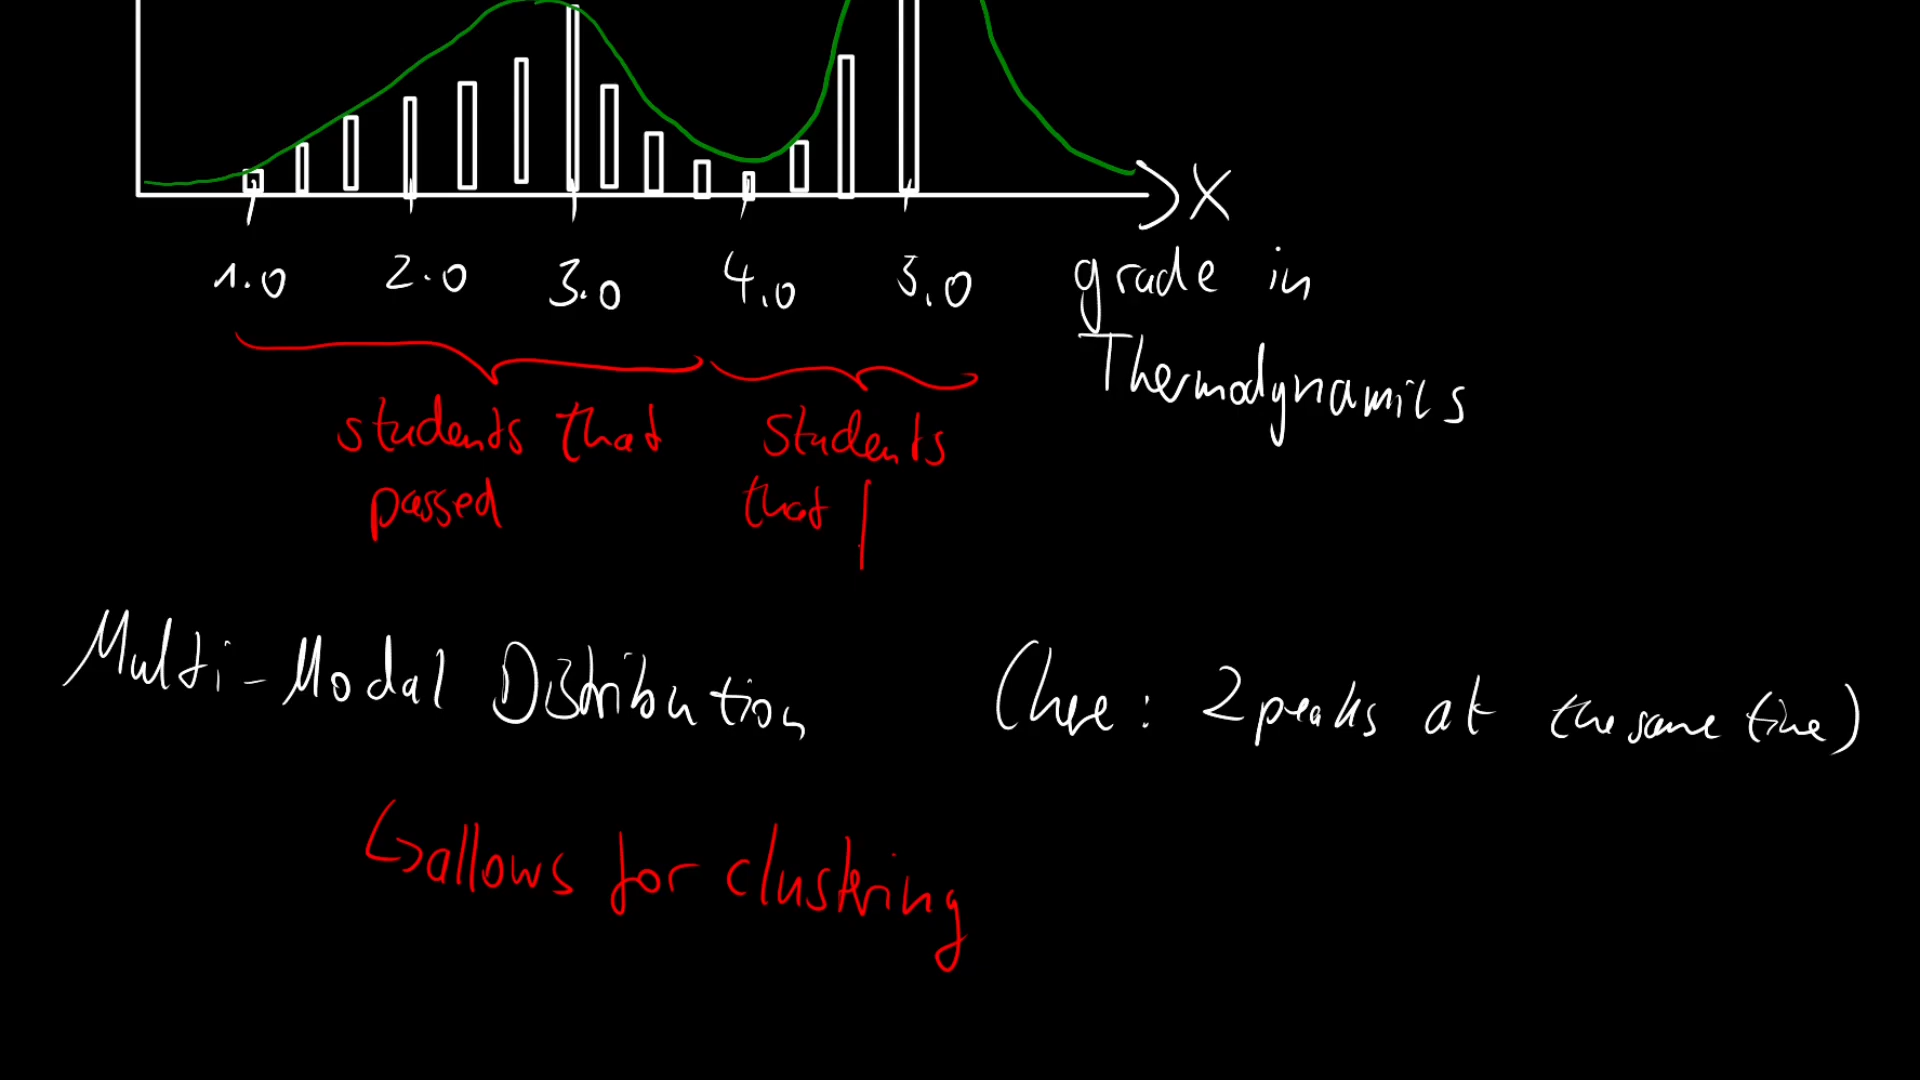 X
1.0 2.0 3.0 4.0 5.0
grade in
Thermodynamics
students that
passed
Students
that
Multi-Modal Distribution (here: 2 peaks at the same time)
↳ allows for clustering